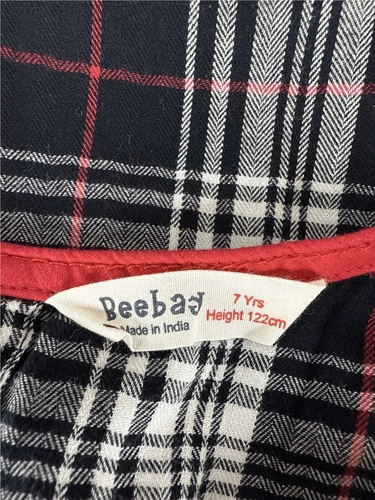 Beebay
Made in India
7 Yrs
Height 122cm